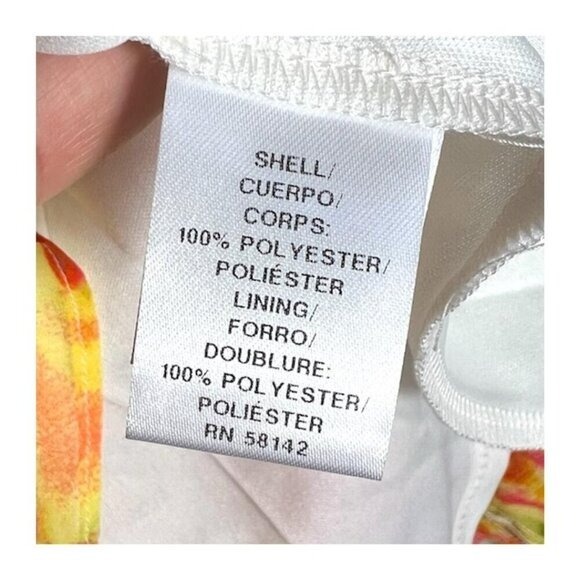 SHELL/
CUERPO/
CORPS:
100% POLYESTER/
POLIÉSTER
LINING/
FORRO/
DOUBLURE:
100% POLYESTER/
POLIÉSTER
RN 58142